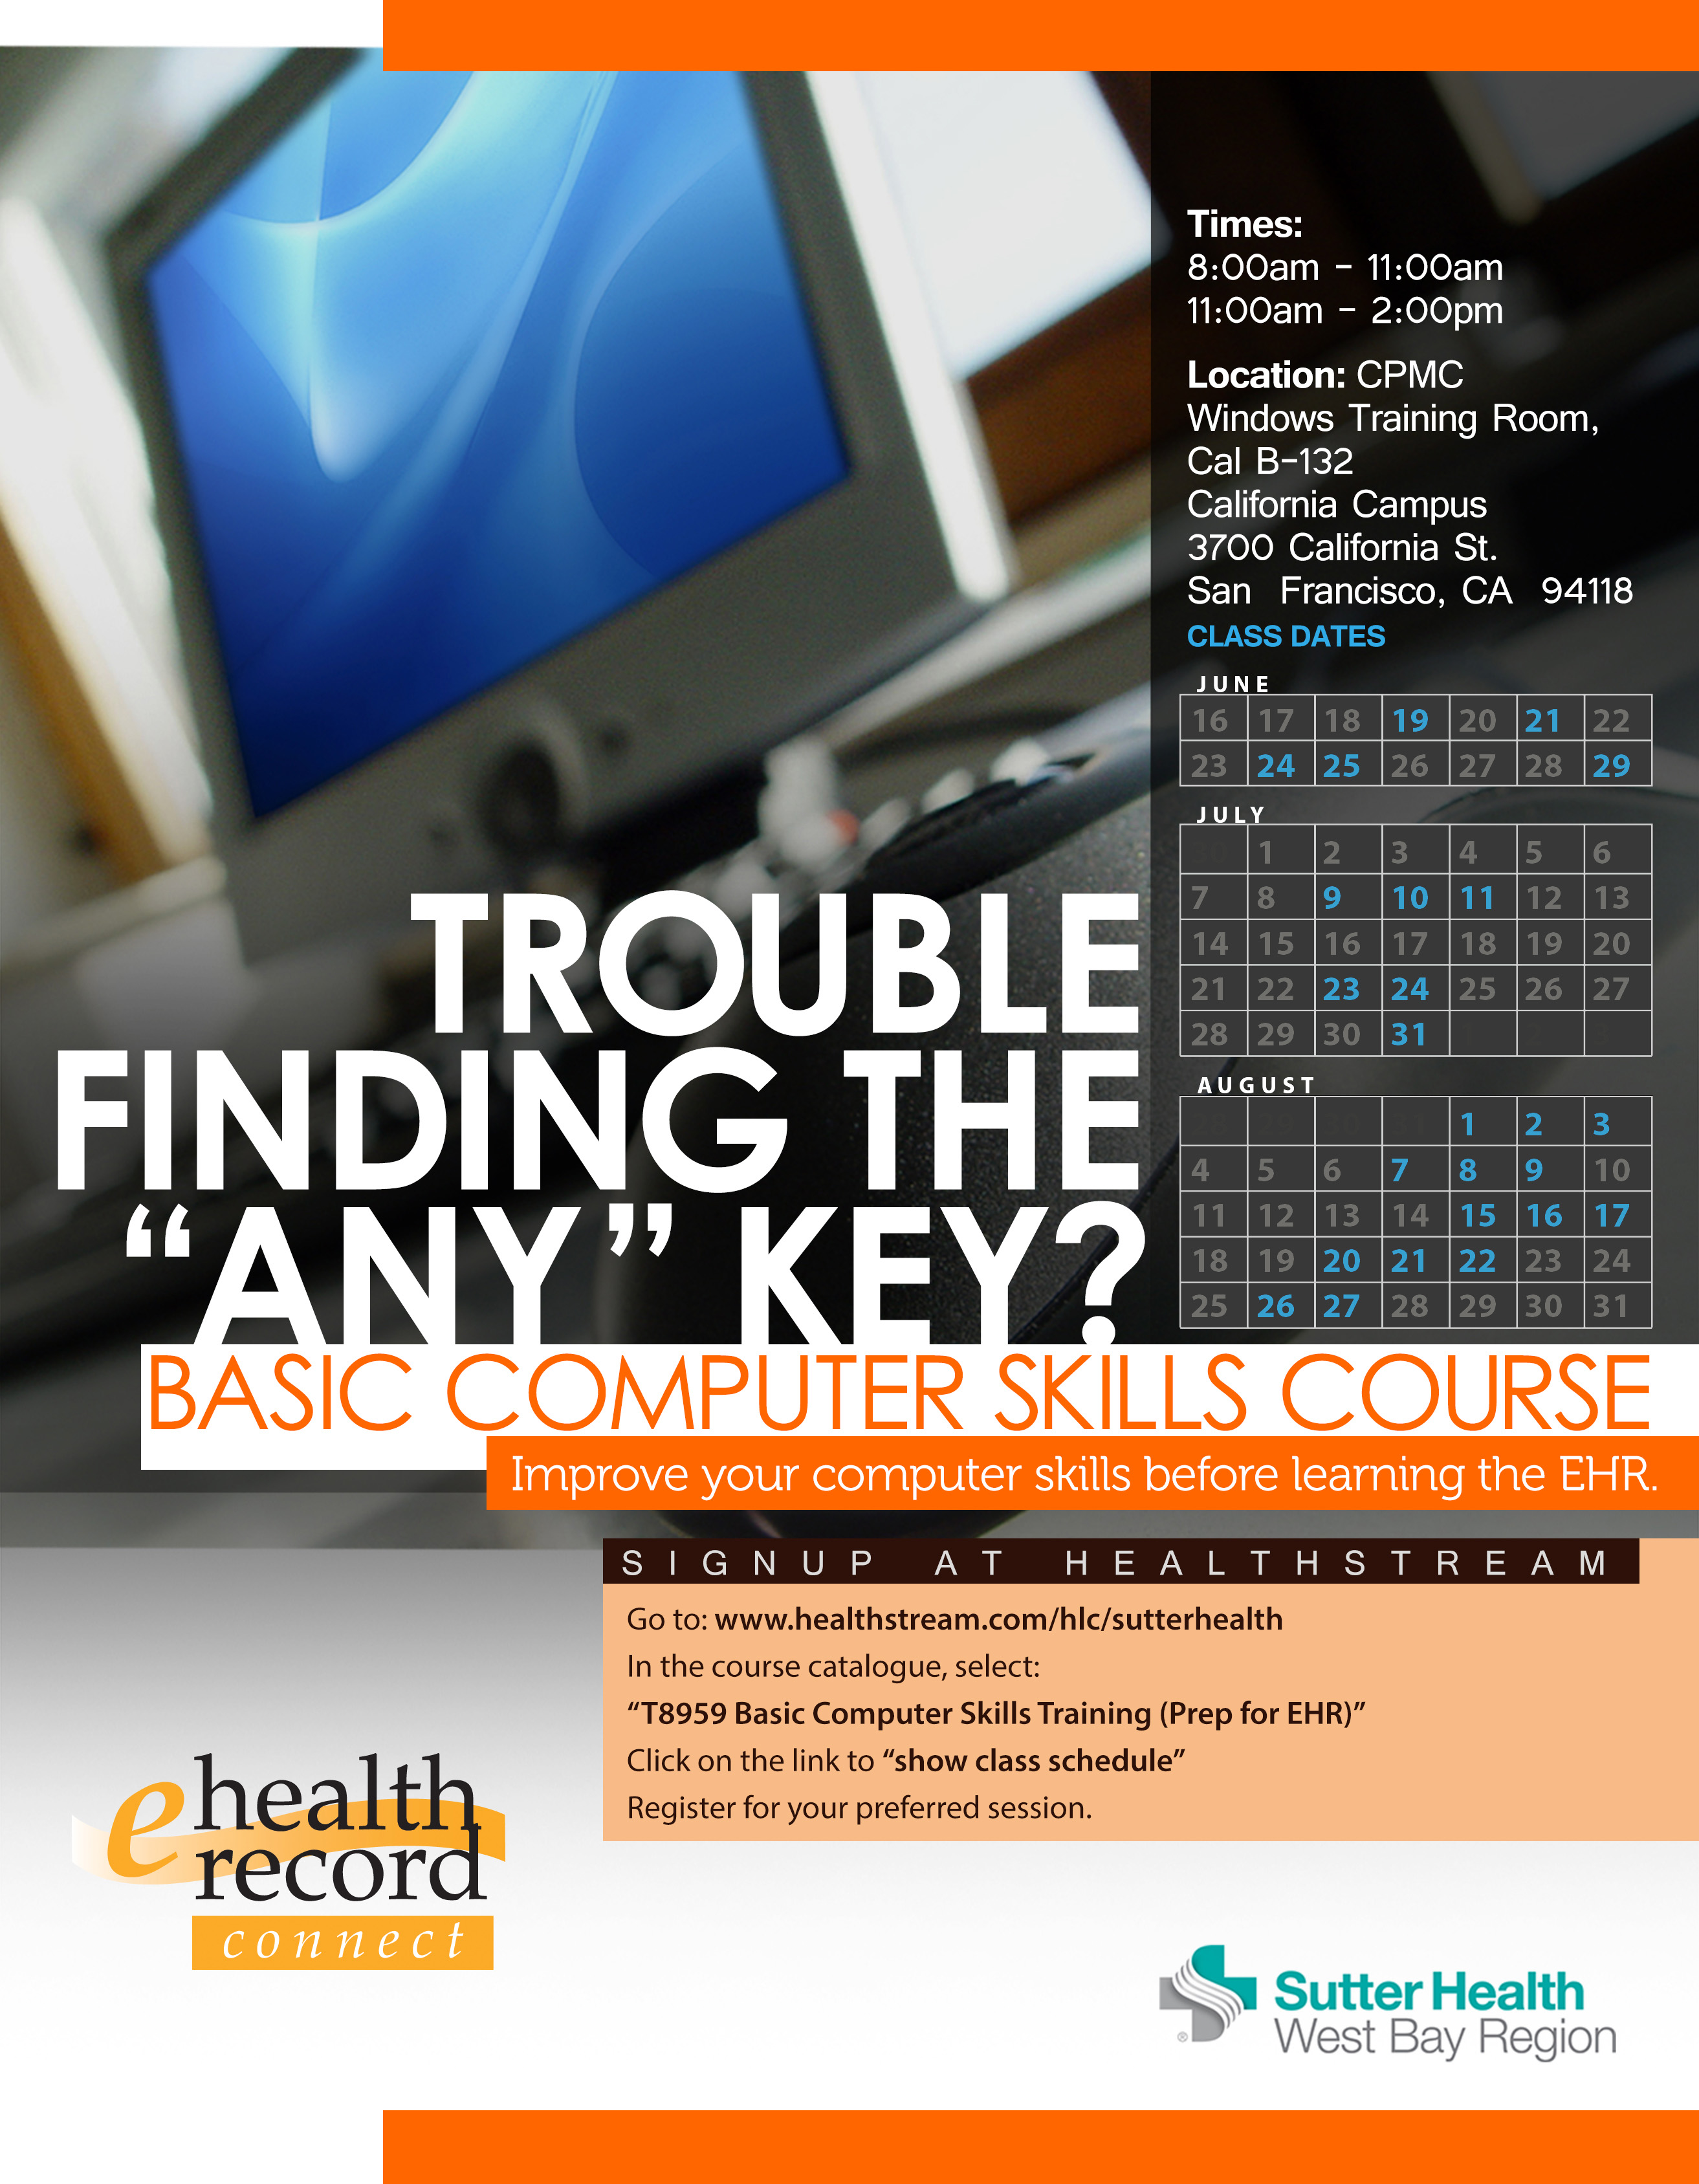 Times:
8:00am – 11:00am
11:00am – 2:00pm
Location: CPMC
Windows Training Room,
Cal B–132
California Campus
3700 California St.
San Francisco, CA 94118
CLASS DATES
JUNE
16 17 18 19 20 21 22
23 24 25 26 27 28 29
JULY
30 1 2 3 4 5 6
7 8 9 10 11 12 13
14 15 16 17 18 19 20
21 22 23 24 25 26 27
28 29 30 31 1 2
AUGUST
29 30 31 1 2 3
4 5 6 7 8 9 10
11 12 13 14 15 16 17
18 19 20 21 22 23 24
25 26 27 28 29 30 31
TROUBLE
FINDING THE
“ANY” KEY?
BASIC COMPUTER SKILLS COURSE
Improve your computer skills before learning the EHR.
SIGNUP AT HEALTHSTREAM
Go to: www.healthstream.com/hlc/sutterhealth
In the course catalogue, select:
“T8959 Basic Computer Skills Training (Prep for EHR)”
Click on the link to “show class schedule”
Register for your preferred session.
e health
record
connect
Sutter Health
West Bay Region
®